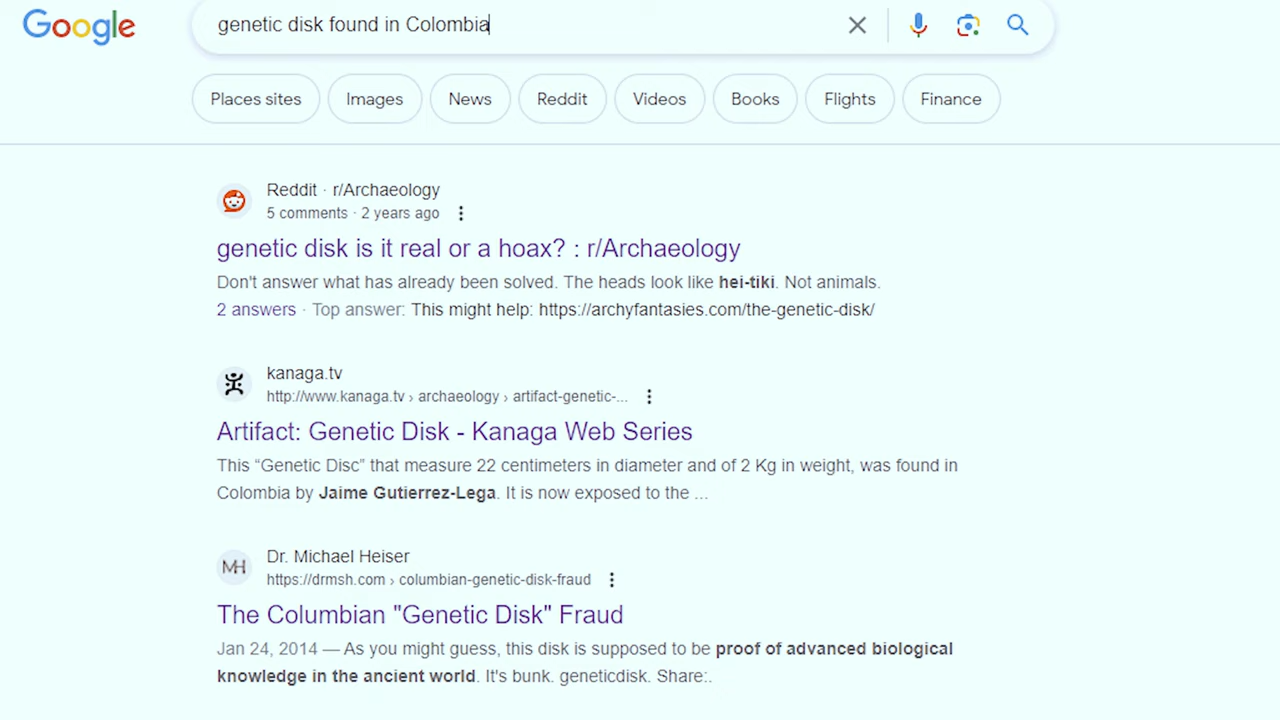 Google
genetic disk found in Colombia
Places sites
Images
News
Reddit
Videos
Books
Flights
Finance
Reddit · r/Archaeology
5 comments · 2 years ago
genetic disk is it real or a hoax? : r/Archaeology
Don't answer what has already been solved. The heads look like hei-tiki. Not animals.
2 answers · Top answer: This might help: https://archyfantasies.com/the-genetic-disk/
kanaga.tv
http://www.kanaga.tv › archaeology › artifact-genetic-...
Artifact: Genetic Disk - Kanaga Web Series
This “Genetic Disc” that measure 22 centimeters in diameter and of 2 Kg in weight, was found in
Colombia by Jaime Gutierrez-Lega. It is now exposed to the ...
MH
Dr. Michael Heiser
https://drmsh.com › columbian-genetic-disk-fraud
The Columbian "Genetic Disk" Fraud
Jan 24, 2014 — As you might guess, this disk is supposed to be proof of advanced biological
knowledge in the ancient world. It's bunk. geneticdisk. Share:.